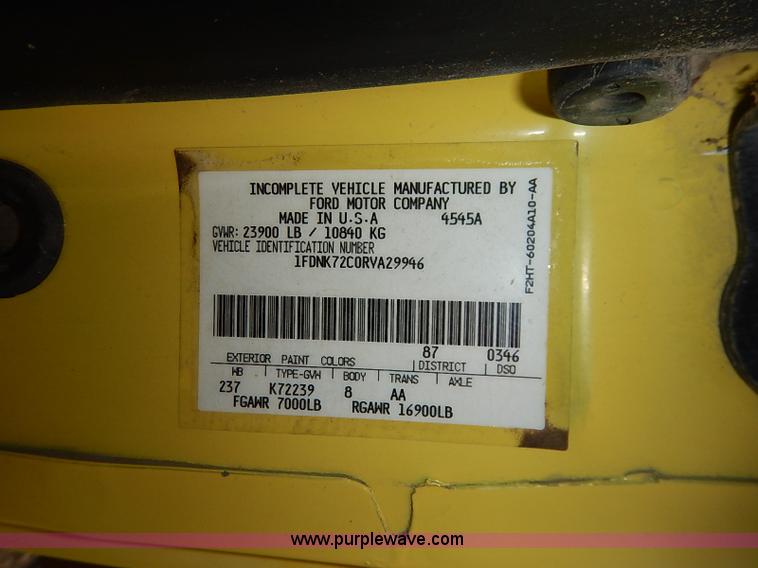 INCOMPLETE VEHICLE MANUFACTURED BY
FORD MOTOR COMPANY
MADE IN U.S.A 4545A
GVWR: 23900 LB / 10840 KG
VEHICLE IDENTIFICATION NUMBER
1FDNK72C0RVA29946
F2HT-60204A10-AA
87 0346
EXTERIOR PAINT COLORS DISTRICT DSO
WB TYPE-GVW BODY TRANS AXLE
237 K72239 8 AA
FGAWR 7000LB RGAWR 16900LB
www.purplewave.com